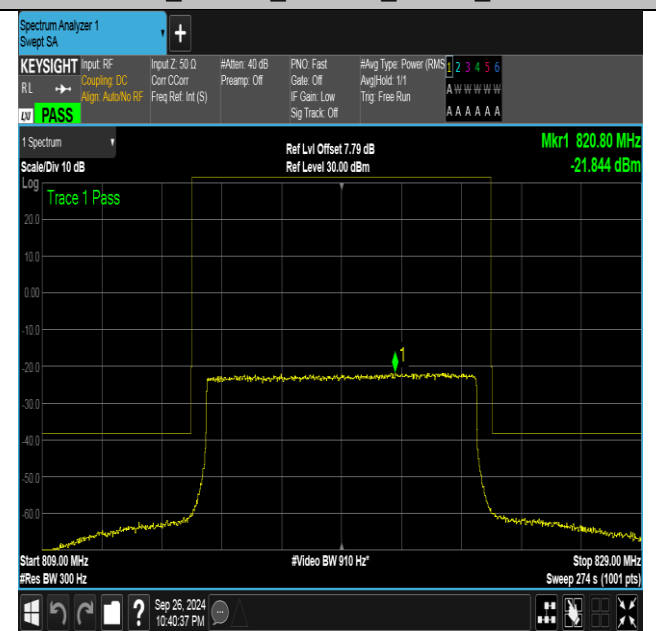 Spectrum Analyzer 1
Swept SA
+
KEYSIGHT Input: RF Input Z: 50 Ω #Atten: 40 dB PNO: Fast #Avg Type: Power (RMS 1 2 3 4 5 6
RL Coupling: DC Corr CCorr Preamp: Off Gate: Off Avg|Hold: 1/1 A W W W W W
Align: Auto/No RF Freq Ref: Int (S) IF Gain: Low Trig: Free Run
LXI PASS Sig Track: Off A A A A A A
1 Spectrum Ref Lvl Offset 7.79 dB Mkr1 820.80 MHz
Scale/Div 10 dB Ref Level 30.00 dBm -21.844 dBm
Log
Trace 1 Pass
20.0
10.0
0.00
-10.0
1
-20.0
-30.0
-40.0
-50.0
-60.0
Start 809.00 MHz #Video BW 910 Hz* Stop 829.00 MHz
#Res BW 300 Hz Sweep 274 s (1001 pts)
? Sep 26, 2024
10:40:37 PM